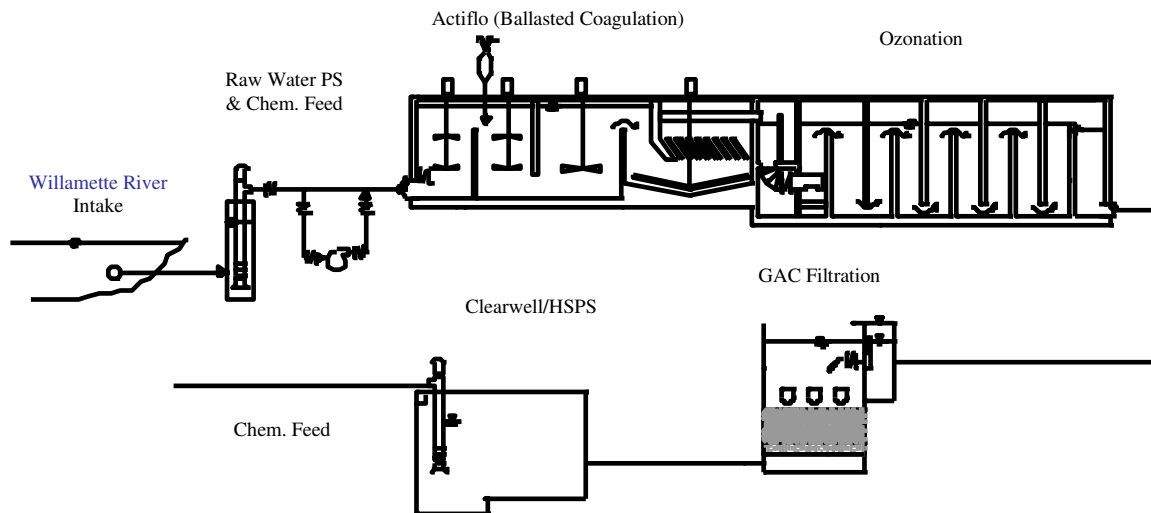 Actiflo (Ballasted Coagulation)
Ozonation
Raw Water PS
& Chem. Feed
Willamette River
Intake
GAC Filtration
Clearwell/HSPS
Chem. Feed